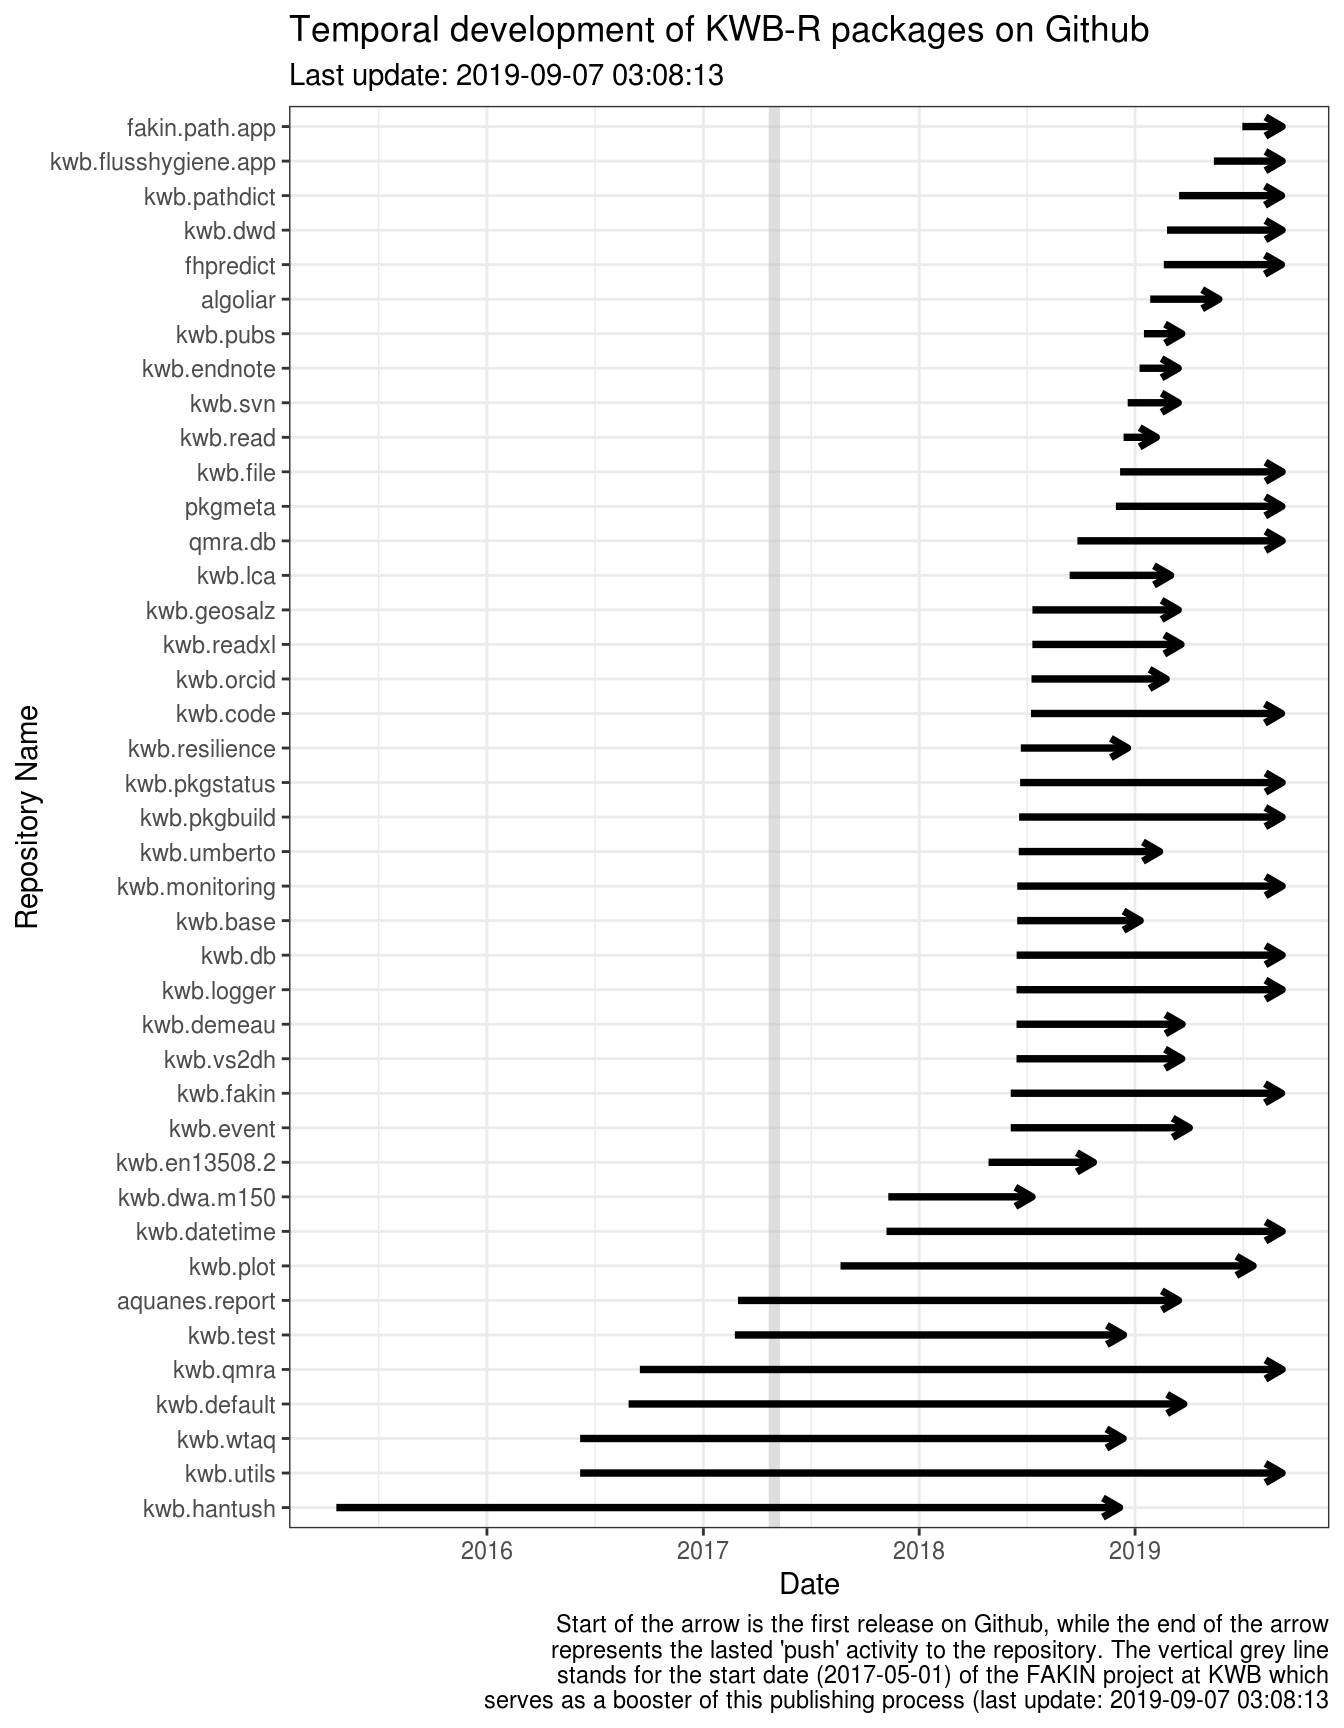 Temporal development of KWB-R packages on Github
Last update: 2019-09-07 03:08:13
fakin.path.app
kwb.flusshygiene.app
kwb.pathdict
kwb.dwd
fhpredict
algoliar
kwb.pubs
kwb.endnote
kwb.svn
kwb.read
kwb.file
pkgmeta
qmra.db
kwb.lca
kwb.geosalz
kwb.readxl
kwb.orcid
kwb.code
kwb.resilience
kwb.pkgstatus
kwb.pkgbuild
kwb.umberto
kwb.monitoring
kwb.base
kwb.db
kwb.logger
kwb.demeau
kwb.vs2dh
kwb.fakin
kwb.event
kwb.en13508.2
kwb.dwa.m150
kwb.datetime
kwb.plot
aquanes.report
kwb.test
kwb.qmra
kwb.default
kwb.wtaq
kwb.utils
kwb.hantush
Repository Name
2016 2017 2018 2019
Date
Start of the arrow is the first release on Github, while the end of the arrow
represents the lasted 'push' activity to the repository. The vertical grey line
stands for the start date (2017-05-01) of the FAKIN project at KWB which
serves as a booster of this publishing process (last update: 2019-09-07 03:08:13